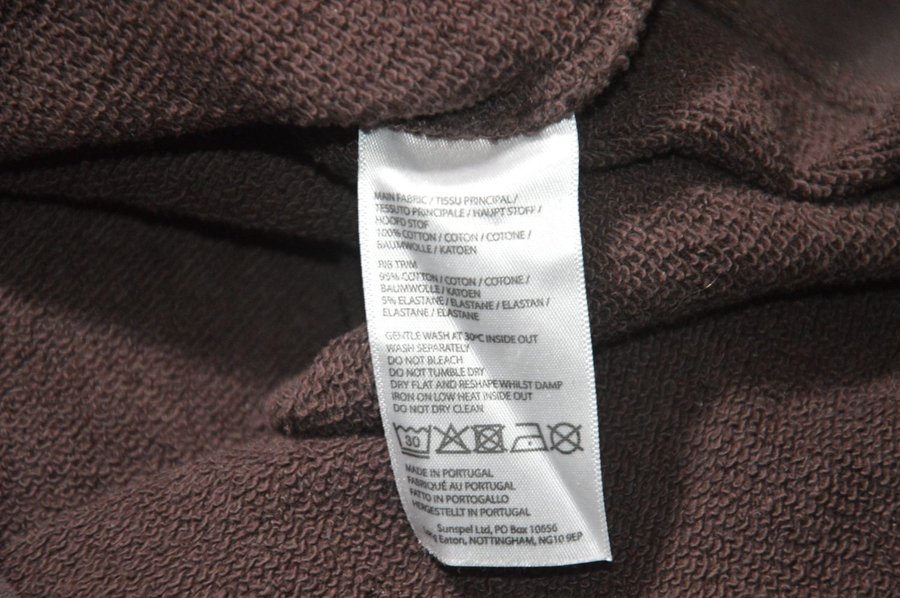 MAIN FABRIC / TISSU PRINCIPAL /
TESSUTO PRINCIPALE / HAUPT STOFF /
HOOFD STOF
100% COTTON / COTON / COTONE /
BAUMWOLLE / KATOEN
RIB TRIM
95% COTTON / COTON / COTONE /
BAUMWOLLE / KATOEN
5% ELASTANE / ELASTANE / ELASTAN /
ELASTANE / ELASTANE
GENTLE WASH AT 30ºC INSIDE OUT
WASH SEPARATELY
DO NOT BLEACH
DO NOT TUMBLE DRY
DRY FLAT AND RESHAPE WHILST DAMP
IRON ON LOW HEAT INSIDE OUT
DO NOT DRY CLEAN
30
MADE IN PORTUGAL
FABRIQUÉ AU PORTUGAL
FATTO IN PORTOGALLO
HERGESTELLT IN PORTUGAL
Sunspel Ltd, PO Box 10656
Long Eaton, NOTTINGHAM, NG10 9EP